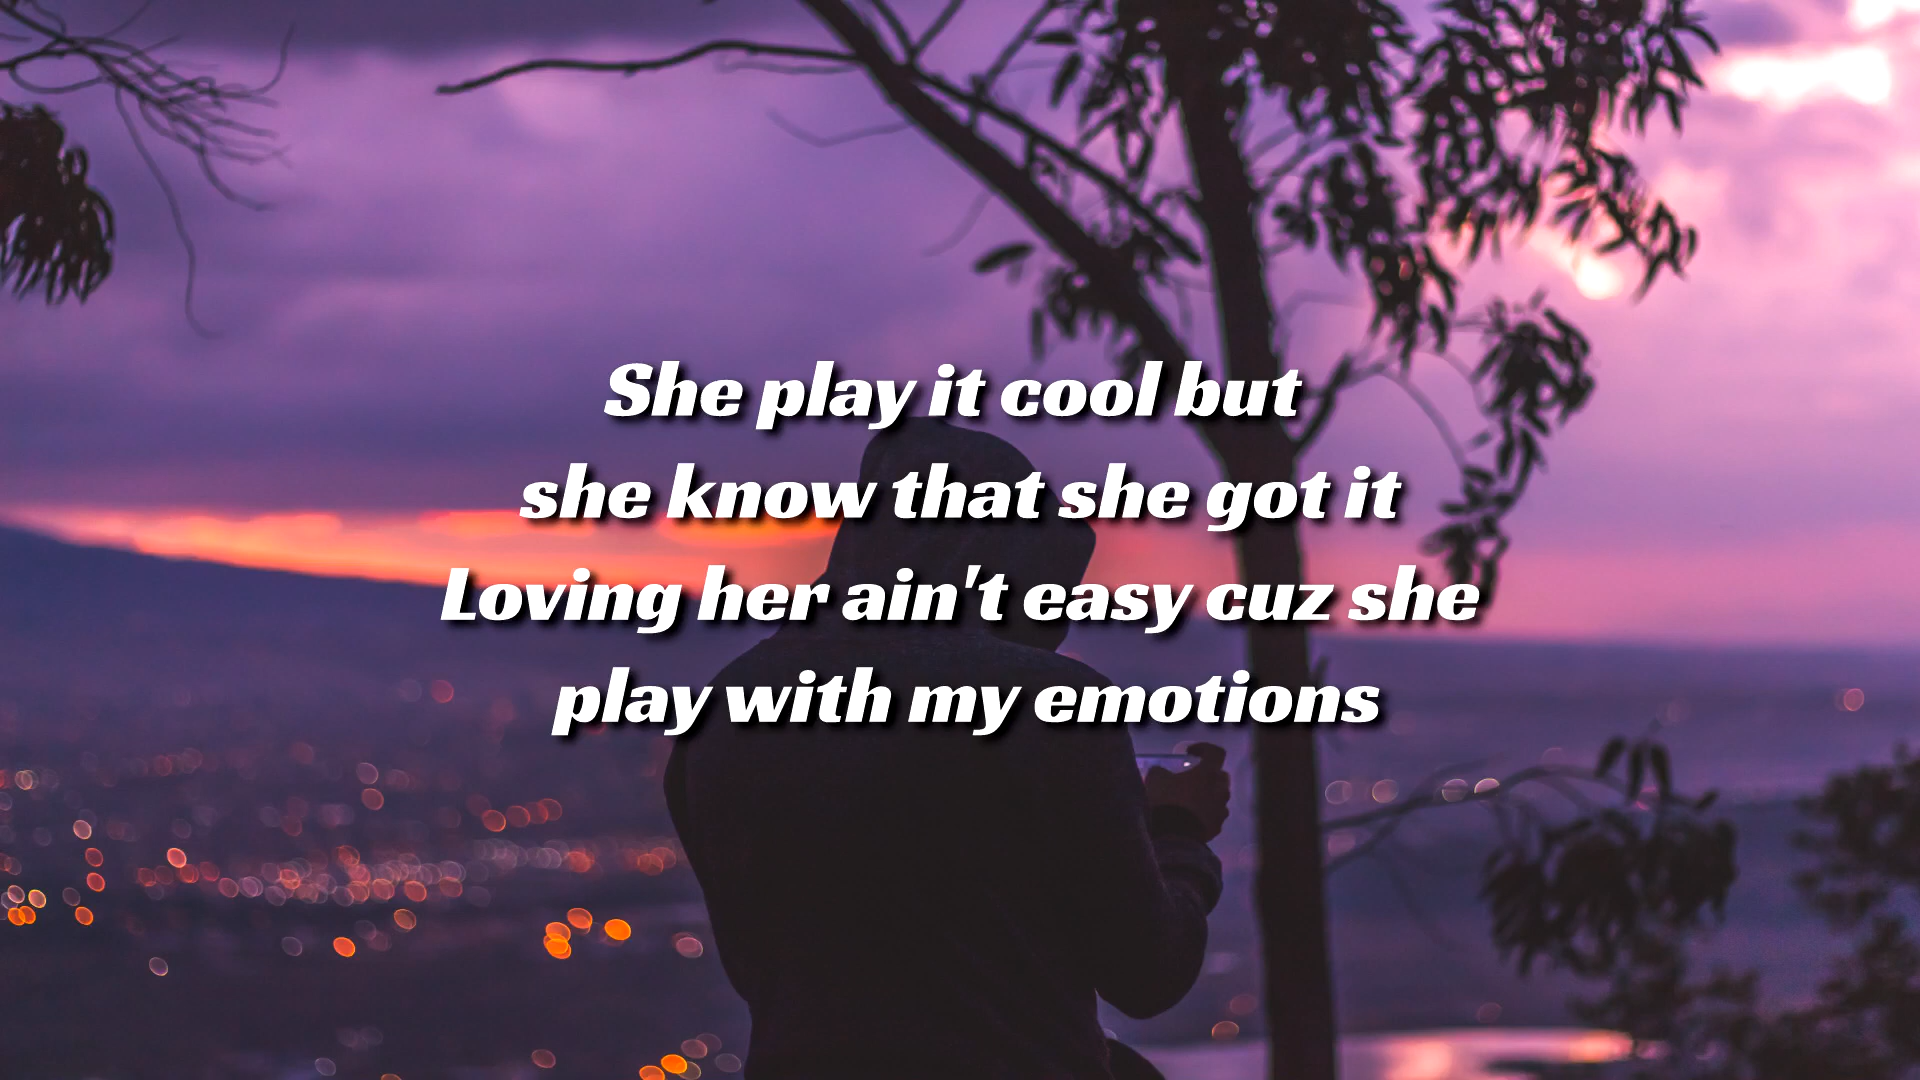 She play it cool but
she know that she got it
Loving her ain't easy cuz she
play with my emotions